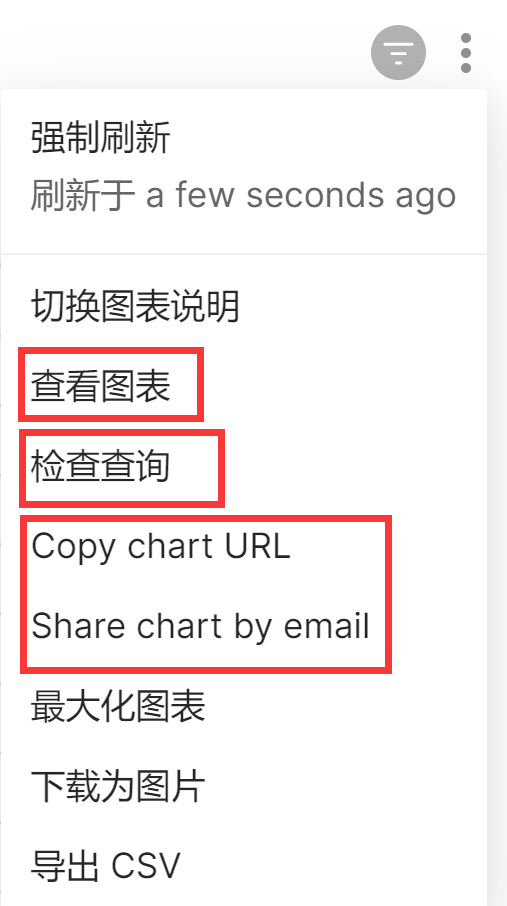 强制刷新
刷新于 a few seconds ago
切换图表说明
查看图表
检查查询
Copy chart URL
Share chart by email
最大化图表
下载为图片
导出 CSV